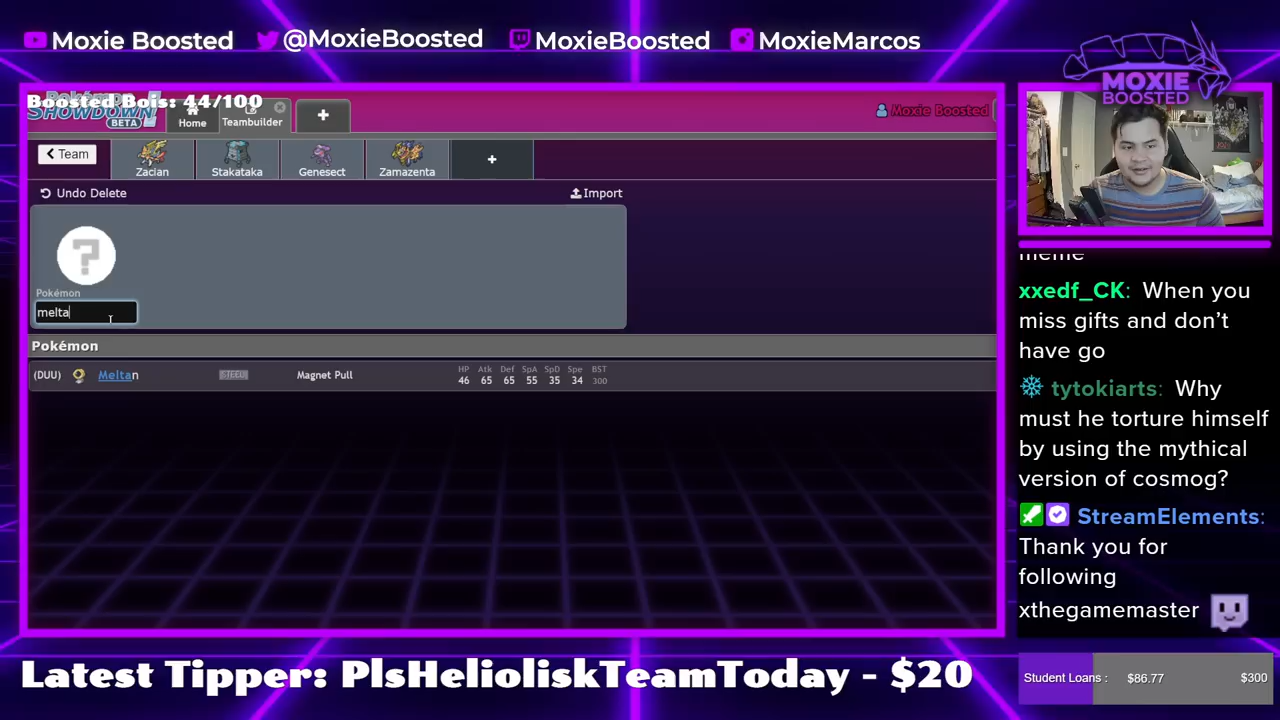 Moxie Boosted @MoxieBoosted MoxieBoosted MoxieMarcos
MOXIE
BOOSTED
Boosted Bois: 44/100
Pokémon
SHOWDOWN
BETA
Home
Teambuilder
+
Moxie Boosted
Team
Zacian
Stakataka
Genesect
Zamazenta
+
Undo Delete
Import
?
Pokémon
melta
Pokémon
(DUU) Meltan STEEL Magnet Pull
HP Atk Def SpA SpD Spe BST
46 65 65 55 35 34 300
meme
xxedf_CK: When you
miss gifts and don't
have go
tytokiarts: Why
must he torture himself
by using the mythical
version of cosmog?
StreamElements:
Thank you for
following
xthegamemaster
Latest Tipper: PlsHelioliskTeamToday - $20
Student Loans : $86.77 $300